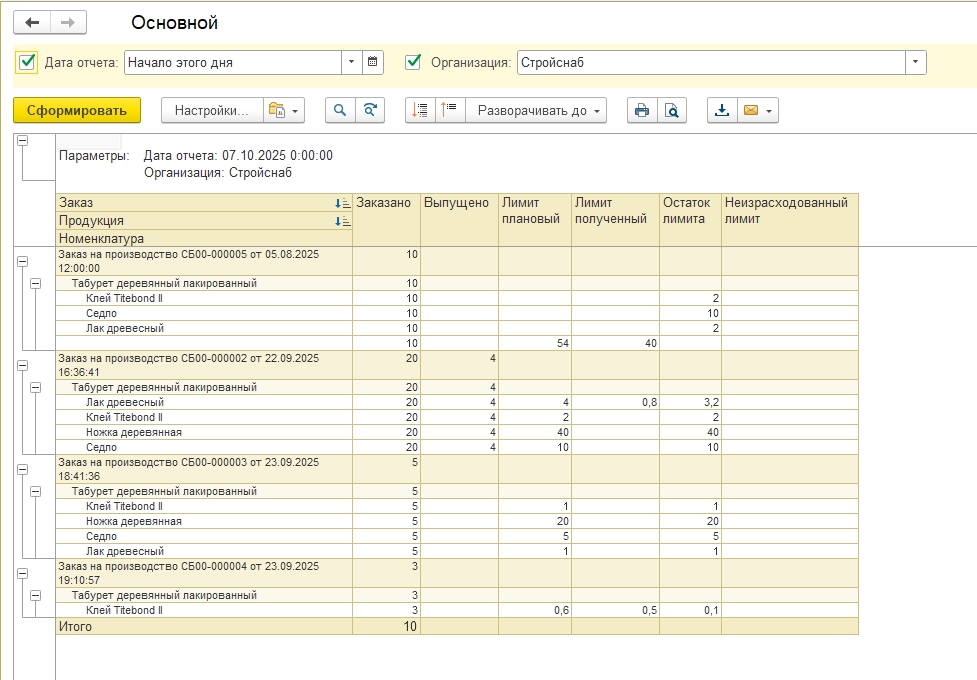 Основной
Дата отчета: Начало этого дня Организация: Стройснаб
Сформировать Настройки... Разворачивать до
Параметры: Дата отчета: 07.10.2025 0:00:00
Организация: Стройснаб
Заказ Заказано Выпущено Лимит плановый Лимит полученный Остаток лимита Неизрасходованный лимит
Продукция
Номенклатура
Заказ на производство СБ00-000005 от 05.08.2025 10
12:00:00
Табурет деревянный лакированный 10
Клей Titebond II 10 2
Седло 10 10
Лак древесный 10 2
10 54 40
Заказ на производство СБ00-000002 от 22.09.2025 20 4
16:36:41
Табурет деревянный лакированный 20 4
Лак древесный 20 4 4 0,8 3,2
Клей Titebond II 20 4 2 2
Ножка деревянная 20 4 40 40
Седло 20 4 10 10
Заказ на производство СБ00-000003 от 23.09.2025 5
18:41:36
Табурет деревянный лакированный 5
Клей Titebond II 5 1 1
Ножка деревянная 5 20 20
Седло 5 5 5
Лак древесный 5 1 1
Заказ на производство СБ00-000004 от 23.09.2025 3
19:10:57
Табурет деревянный лакированный 3
Клей Titebond II 3 0,6 0,5 0,1
Итого 10